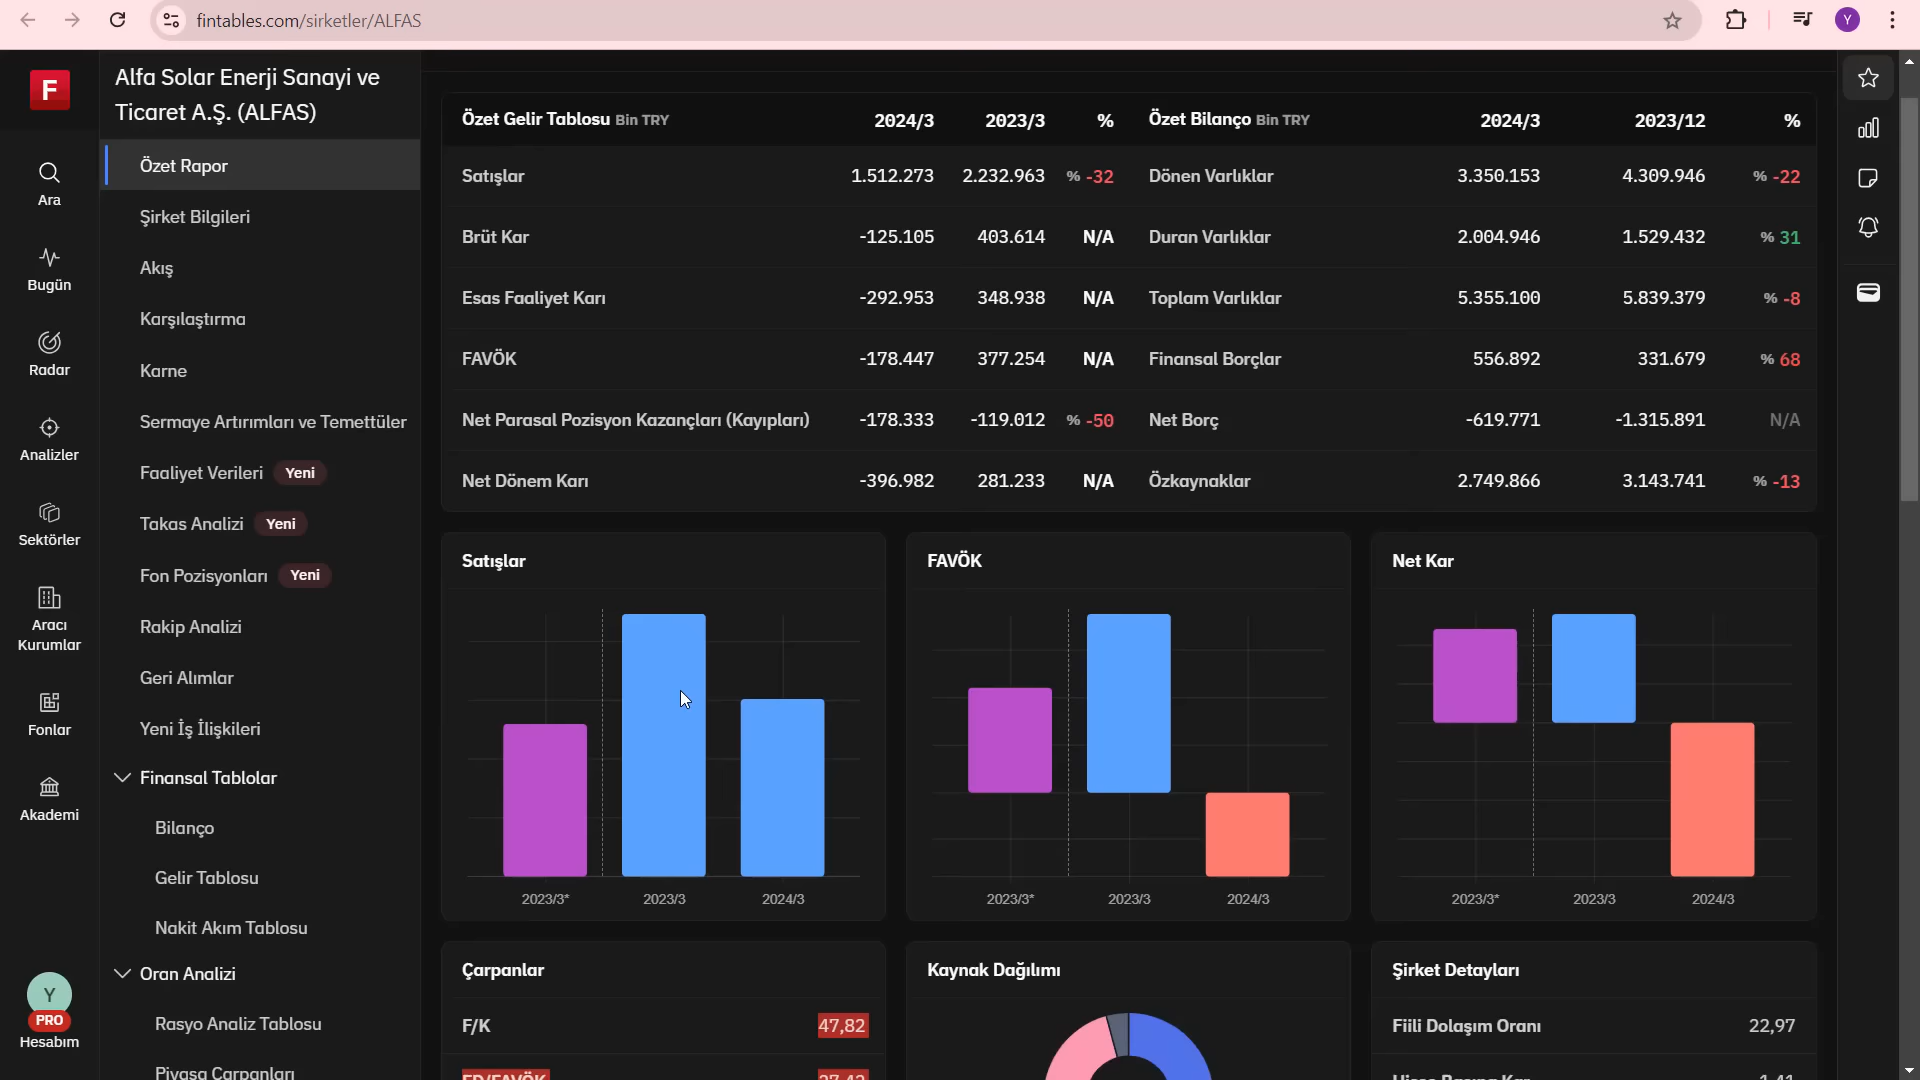 fintables.com/sirketler/ALFAS
Y
F
Ara
Bugün
Radar
Analizler
Sektörler
Aracı
Kurumlar
Fonlar
Akademi
Y
PRO
Hesabım
Alfa Solar Enerji Sanayi ve
Ticaret A.Ş. (ALFAS)
Özet Rapor
Şirket Bilgileri
Akış
Karşılaştırma
Karne
Sermaye Artırımları ve Temettüler
Faaliyet Verileri Yeni
Takas Analizi Yeni
Fon Pozisyonları Yeni
Rakip Analizi
Geri Alımlar
Yeni İş İlişkileri
Finansal Tablolar
Bilanço
Gelir Tablosu
Nakit Akım Tablosu
Oran Analizi
Rasyo Analiz Tablosu
Piyasa Çarpanları
Özet Gelir Tablosu Bin TRY 2024/3 2023/3 %
Satışlar 1.512.273 2.232.963 % -32
Brüt Kar -125.105 403.614 N/A
Esas Faaliyet Karı -292.953 348.938 N/A
FAVÖK -178.447 377.254 N/A
Net Parasal Pozisyon Kazançları (Kayıpları) -178.333 -119.012 % -50
Net Dönem Karı -396.982 281.233 N/A
Özet Bilanço Bin TRY 2024/3 2023/12 %
Dönen Varlıklar 3.350.153 4.309.946 % -22
Duran Varlıklar 2.004.946 1.529.432 % 31
Toplam Varlıklar 5.355.100 5.839.379 % -8
Finansal Borçlar 556.892 331.679 % 68
Net Borç -619.771 -1.315.891 N/A
Özkaynaklar 2.749.866 3.143.741 % -13
Satışlar
2023/3* 2023/3 2024/3
FAVÖK
2023/3* 2023/3 2024/3
Net Kar
2023/3* 2023/3 2024/3
Çarpanlar
F/K 47,82
FD/FAVÖK 27,42
Kaynak Dağılımı
Şirket Detayları
Fiili Dolaşım Oranı 22,97
Hisse Başına Kar 1,41